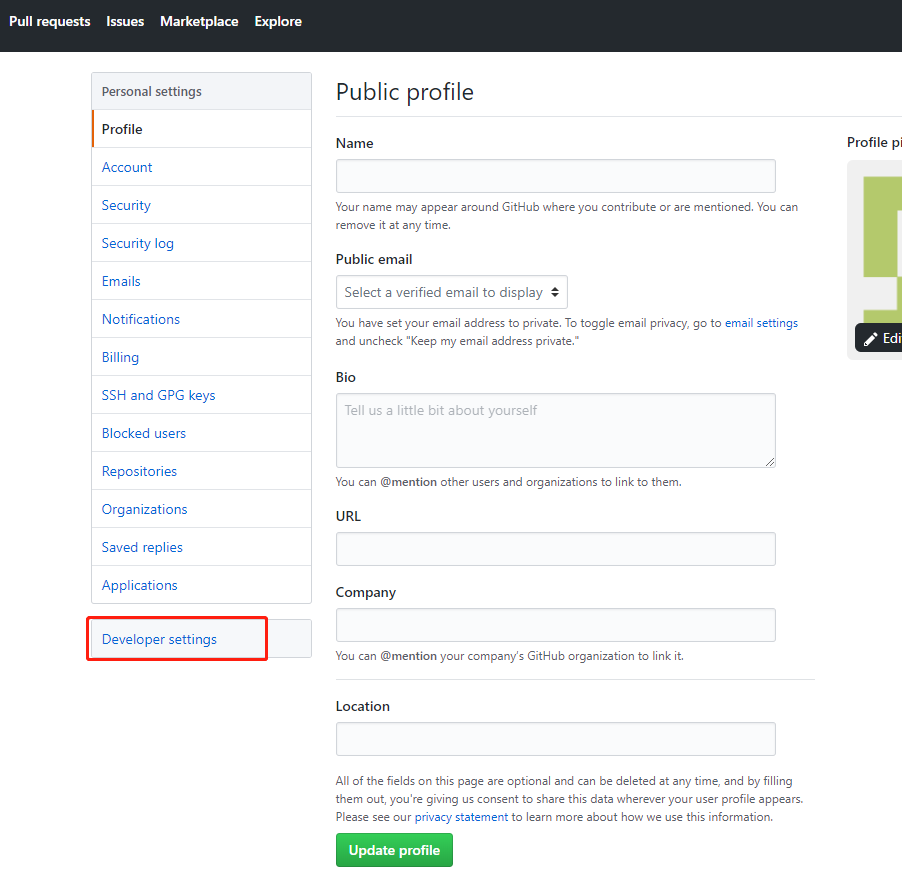 Pull requests Issues Marketplace Explore
Personal settings
Profile
Account
Security
Security log
Emails
Notifications
Billing
SSH and GPG keys
Blocked users
Repositories
Organizations
Saved replies
Applications
Developer settings
Public profile
Name
Your name may appear around GitHub where you contribute or are mentioned. You can
remove it at any time.
Public email
Select a verified email to display
You have set your email address to private. To toggle email privacy, go to email settings
and uncheck "Keep my email address private."
Bio
Tell us a little bit about yourself
You can @mention other users and organizations to link to them.
URL
Company
You can @mention your company's GitHub organization to link it.
Location
All of the fields on this page are optional and can be deleted at any time, and by filling
them out, you're giving us consent to share this data wherever your user profile appears.
Please see our privacy statement to learn more about how we use this information.
Update profile
Profile pi
Edi